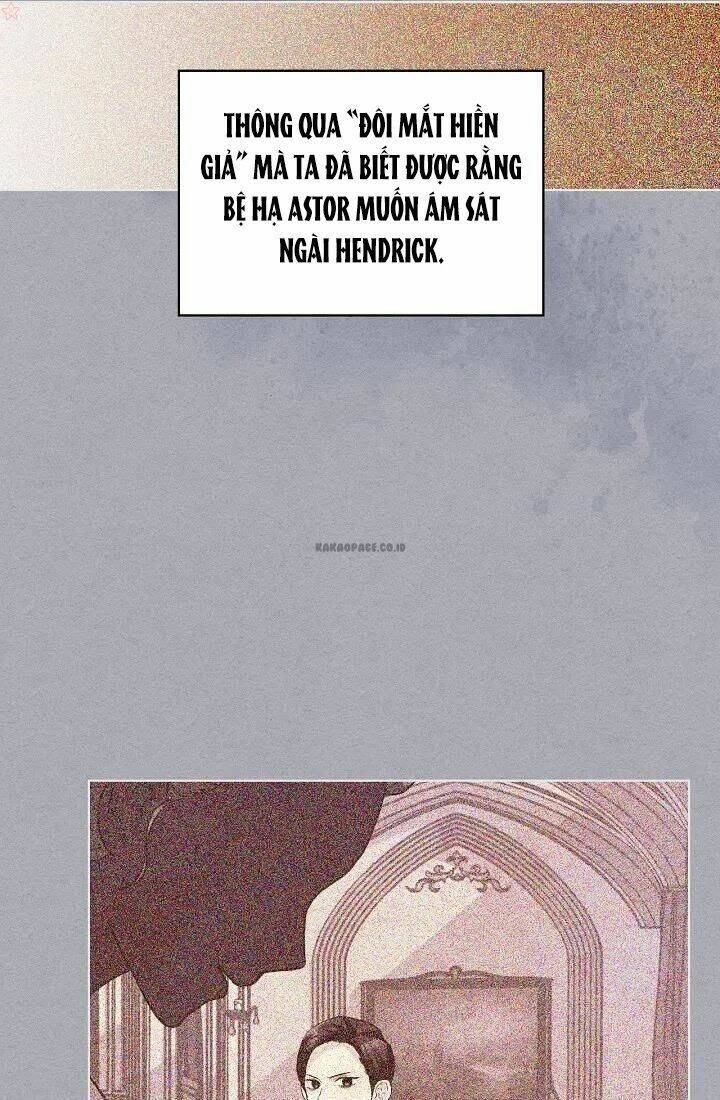 THÔNG QUA “ĐÔI MẮT HIỀN
GIẢ” MÀ TA ĐÃ BIẾT ĐƯỢC RẰNG
BỆ HẠ ASTOR MUỐN ÁM SÁT
NGÀI HENDRICK.
KAKAOPAGE.CO.ID